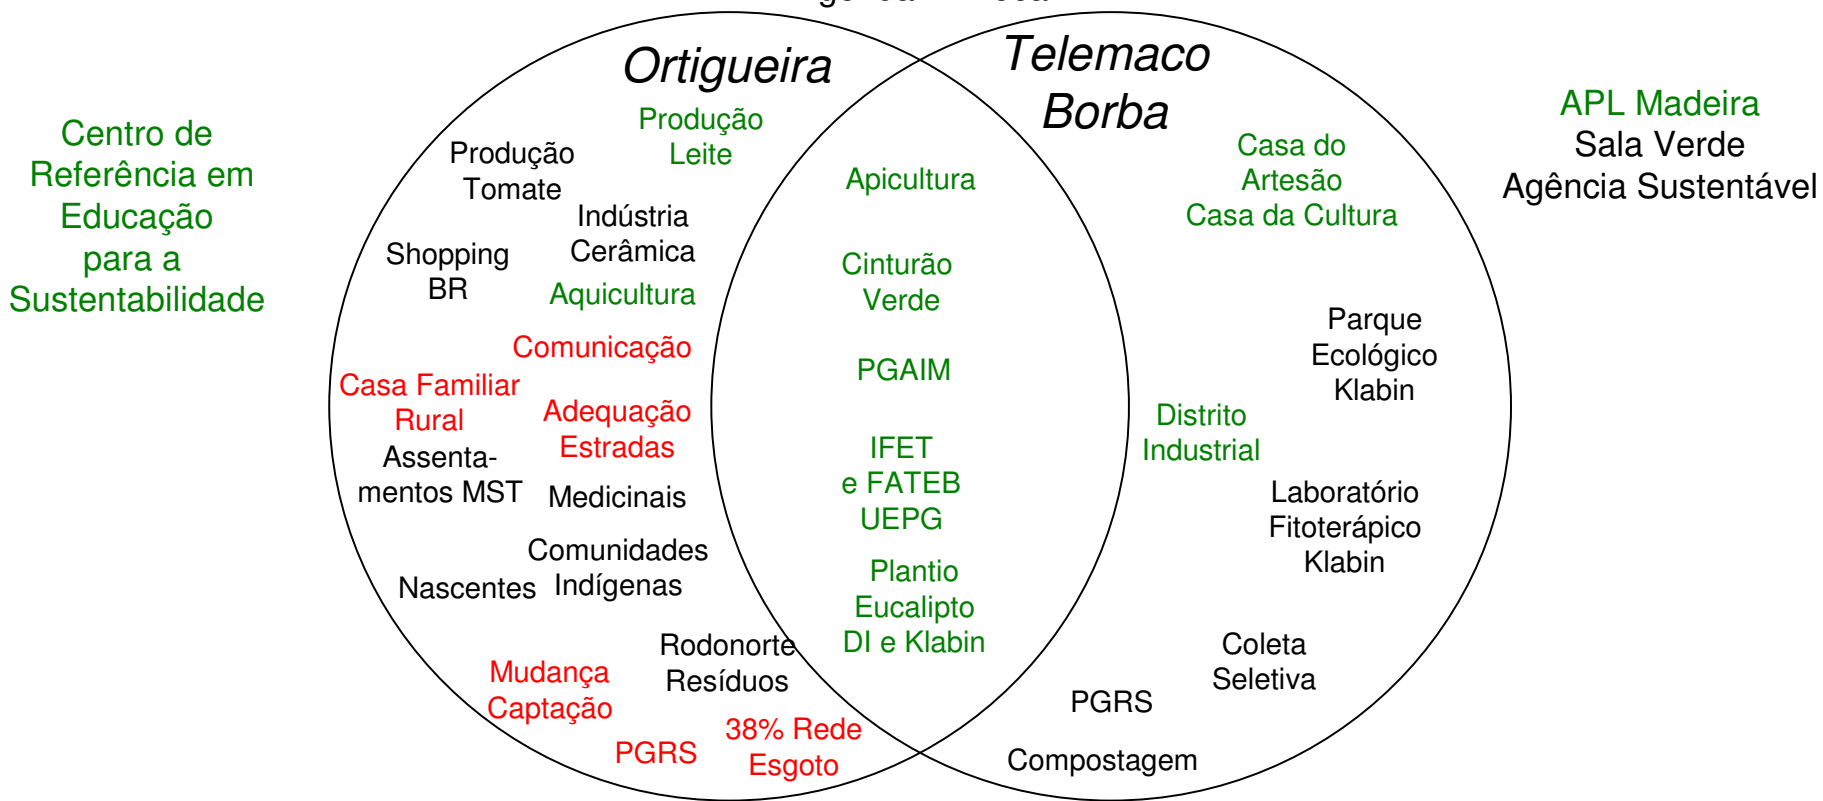 Ortigueira
Telemaco
Borba
Centro de
Referência em
Educação
para a
Sustentabilidade
Produção
Leite
Produção
Tomate
Indústria
Cerâmica
Shopping
BR
Aquicultura
Comunicação
Casa Familiar
Rural
Adequação
Estradas
Assenta-
mentos MST
Medicinais
Comunidades
Indígenas
Nascentes
Rodonorte
Resíduos
Mudança
Captação
38% Rede
Esgoto
PGRS
Apicultura
Cinturão
Verde
PGAIM
IFET
e FATEB
UEPG
Plantio
Eucalipto
DI e Klabin
Casa do
Artesão
Casa da Cultura
Parque
Ecológico
Klabin
Distrito
Industrial
Laboratório
Fitoterápico
Klabin
Coleta
Seletiva
PGRS
Compostagem
APL Madeira
Sala Verde
Agência Sustentável